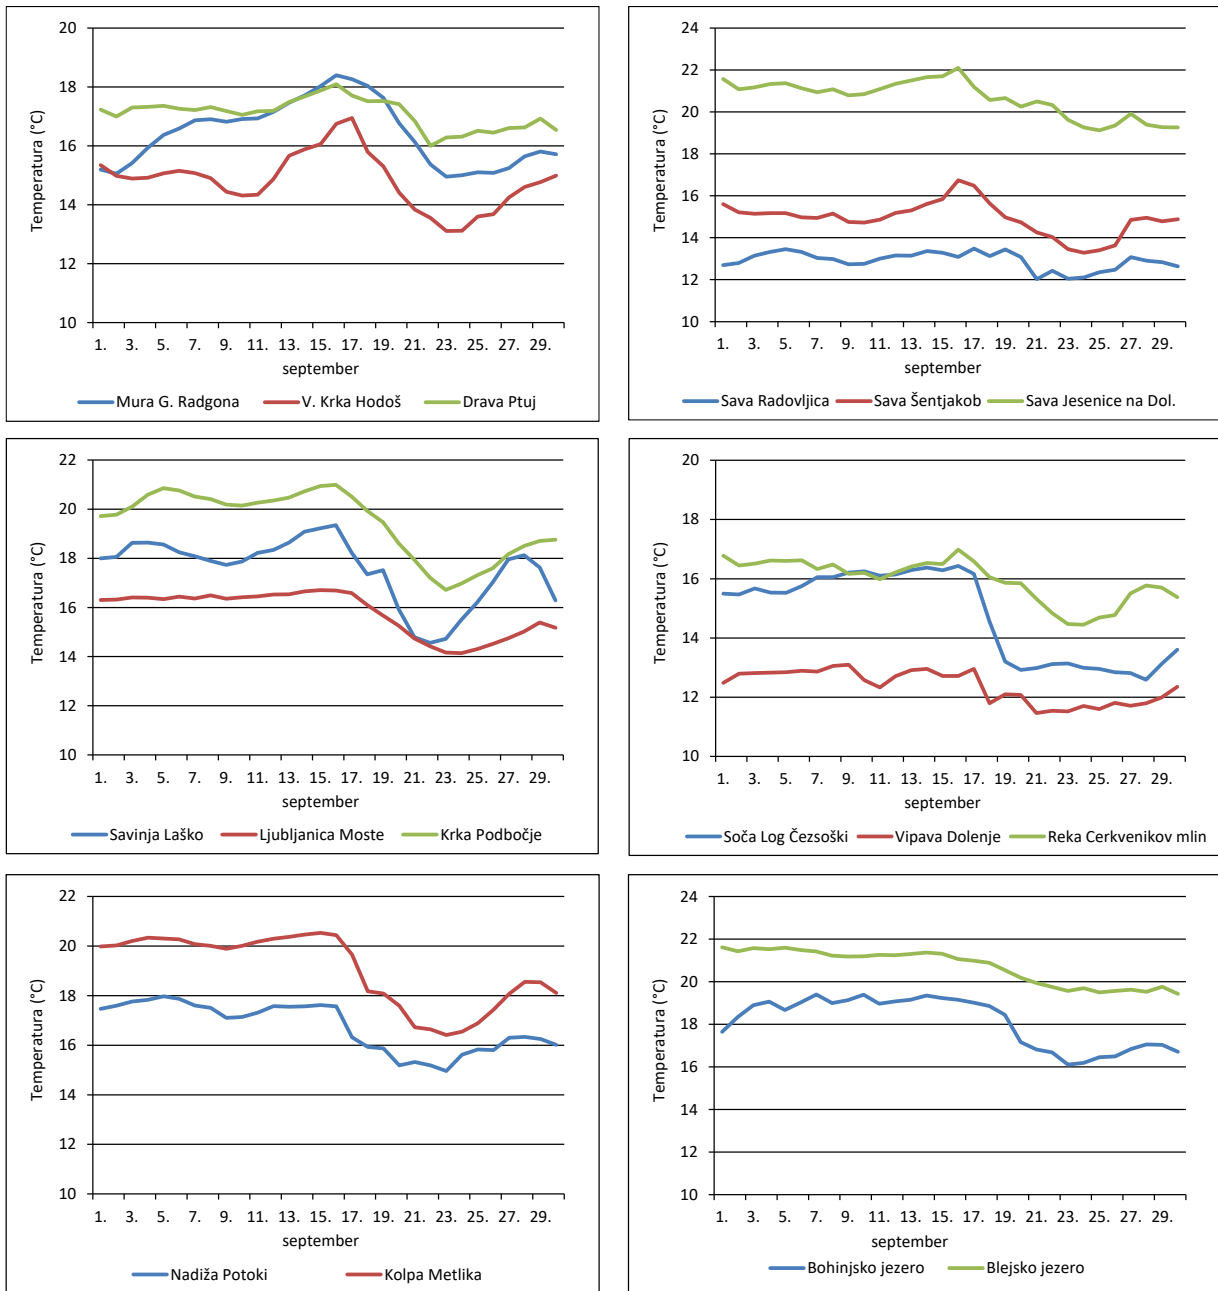 20
18
16
14
12
10
Temperatura (°C)
1. 3. 5. 7. 9. 11. 13. 15. 17. 19. 21. 23. 25. 27. 29.
september
Mura G. Radgona V. Krka Hodoš Drava Ptuj
24
22
20
18
16
14
12
10
Temperatura (°C)
1. 3. 5. 7. 9. 11. 13. 15. 17. 19. 21. 23. 25. 27. 29.
september
Sava Radovljica Sava Šentjakob Sava Jesenice na Dol.
22
20
18
16
14
12
10
Temperatura (°C)
1. 3. 5. 7. 9. 11. 13. 15. 17. 19. 21. 23. 25. 27. 29.
september
Savinja Laško Ljubljanica Moste Krka Podbočje
20
18
16
14
12
10
Temperatura (°C)
1. 3. 5. 7. 9. 11. 13. 15. 17. 19. 21. 23. 25. 27. 29.
september
Soča Log Čezsoški Vipava Dolenje Reka Cerkvenikov mlin
22
20
18
16
14
12
10
Temperatura (°C)
1. 3. 5. 7. 9. 11. 13. 15. 17. 19. 21. 23. 25. 27. 29.
september
Nadiža Potoki Kolpa Metlika
24
22
20
18
16
14
12
10
Temperatura (°C)
1. 3. 5. 7. 9. 11. 13. 15. 17. 19. 21. 23. 25. 27. 29.
september
Bohinjsko jezero Blejsko jezero